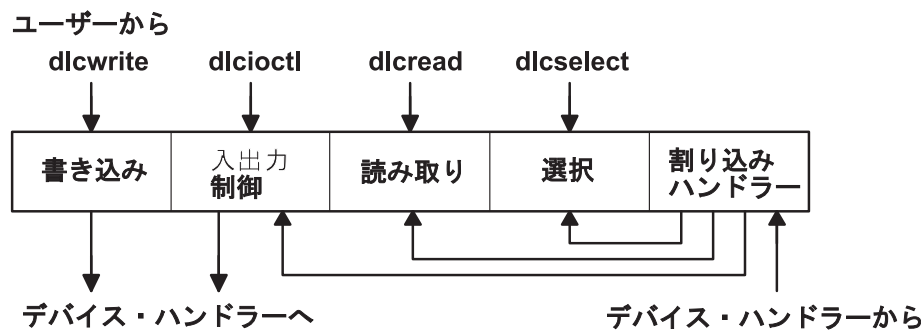 ユーザーから
dlcwrite dlcioctl dlcread dlcselect
書き込み 入出力 読み取り 選択 割り込み
制御 ハンドラー
デバイス・ハンドラーへ デバイス・ハンドラーから